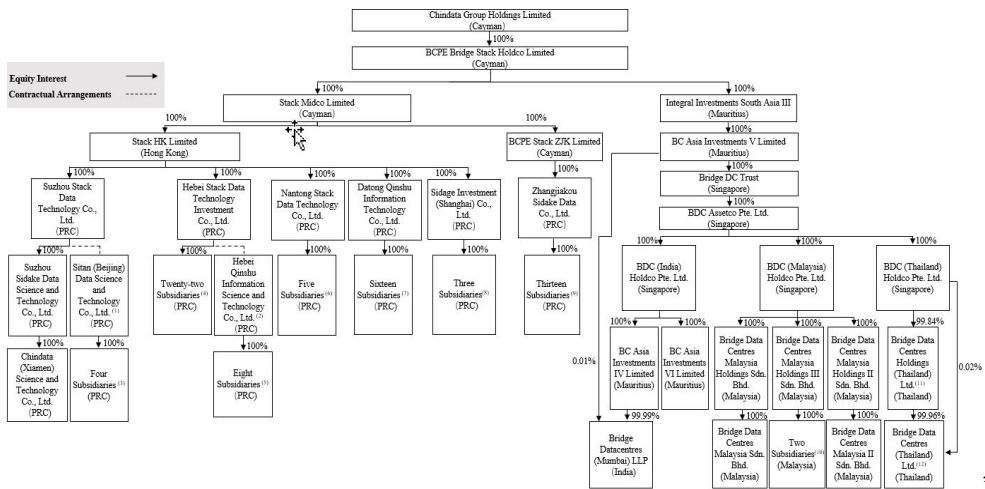 Chindata Group Holdings Limited
(Cayman)
100%
BCPE Bridge Stack Holdco Limited
(Cayman)
Equity Interest
Contractual Arrangements
100%
100%
Stack Midco Limited
(Cayman)
Integral Investments South Asia III
(Mauritius)
100%
100%
100%
Stack HK Limited
(Hong Kong)
BCPE Stack ZJK Limited
(Cayman)
BC Asia Investments V Limited
(Mauritius)
100%
100%
100%
100%
100%
100%
100%
Suzhou Stack
Data
Technology Co.,
Ltd.
(PRC)
Hebei Stack Data
Technology
Investment
Co., Ltd.
(PRC)
Nantong Stack
Data Technology
Co., Ltd.
(PRC)
Datong Qinshu
Information
Technology Co.,
Ltd.
(PRC)
Sidage Investment
(Shanghai) Co.,
Ltd.
(PRC)
Zhangjiakou
Sidake Data
Co., Ltd.
(PRC)
Bridge DC Trust
(Singapore)
100%
BDC Assetco Pte. Ltd.
(Singapore)
100%
100%
100%
100%
100%
100%
100%
100%
100%
Suzhou
Sidake Data
Science and
Technology
Co., Ltd.
(PRC)
Sitan (Beijing)
Data Science
and
Technology
Co., Ltd. (1)
(PRC)
Twenty-two
Subsidiaries (4)
(PRC)
Hebei
Qinshu
Information
Science and
Technology
Co., Ltd. (2)
(PRC)
Five
Subsidiaries (6)
(PRC)
Sixteen
Subsidiaries (7)
(PRC)
Three
Subsidiaries (8)
(PRC)
Thirteen
Subsidiaries (9)
(PRC)
BDC (India)
Holdco Pte. Ltd.
(Singapore)
BDC (Malaysia)
Holdco Pte. Ltd.
(Singapore)
BDC (Thailand)
Holdco Pte. Ltd.
(Singapore)
100%
100%
100%
100%
100%
100%
100%
100%
99.84%
Chindata
(Xiamen)
Science and
Technology
Co., Ltd.
(PRC)
Four
Subsidiaries (3)
(PRC)
Eight
Subsidiaries (5)
(PRC)
0.01%
BC Asia
Investments
IV Limited
(Mauritius)
BC Asia
Investments
VI Limited
(Mauritius)
Bridge Data
Centres
Malaysia
Holdings Sdn.
Bhd.
(Malaysia)
Bridge Data
Centres
Malaysia
Holdings III
Sdn. Bhd.
(Malaysia)
Bridge Data
Centres
Malaysia
Holdings II
Sdn. Bhd.
(Malaysia)
Bridge Data
Centres
Holdings
(Thailand)
Ltd. (11)
(Thailand)
0.02%
99.99%
100%
100%
100%
99.96%
Bridge
Datacentres
(Mumbai) LLP
(India)
Bridge Data
Centres
Malaysia Sdn.
Bhd.
(Malaysia)
Two
Subsidiaries (10)
(Malaysia)
Bridge Data
Centres
Malaysia II
Sdn. Bhd.
(Malaysia)
Bridge Data
Centres
(Thailand)
Ltd. (12)
(Thailand)